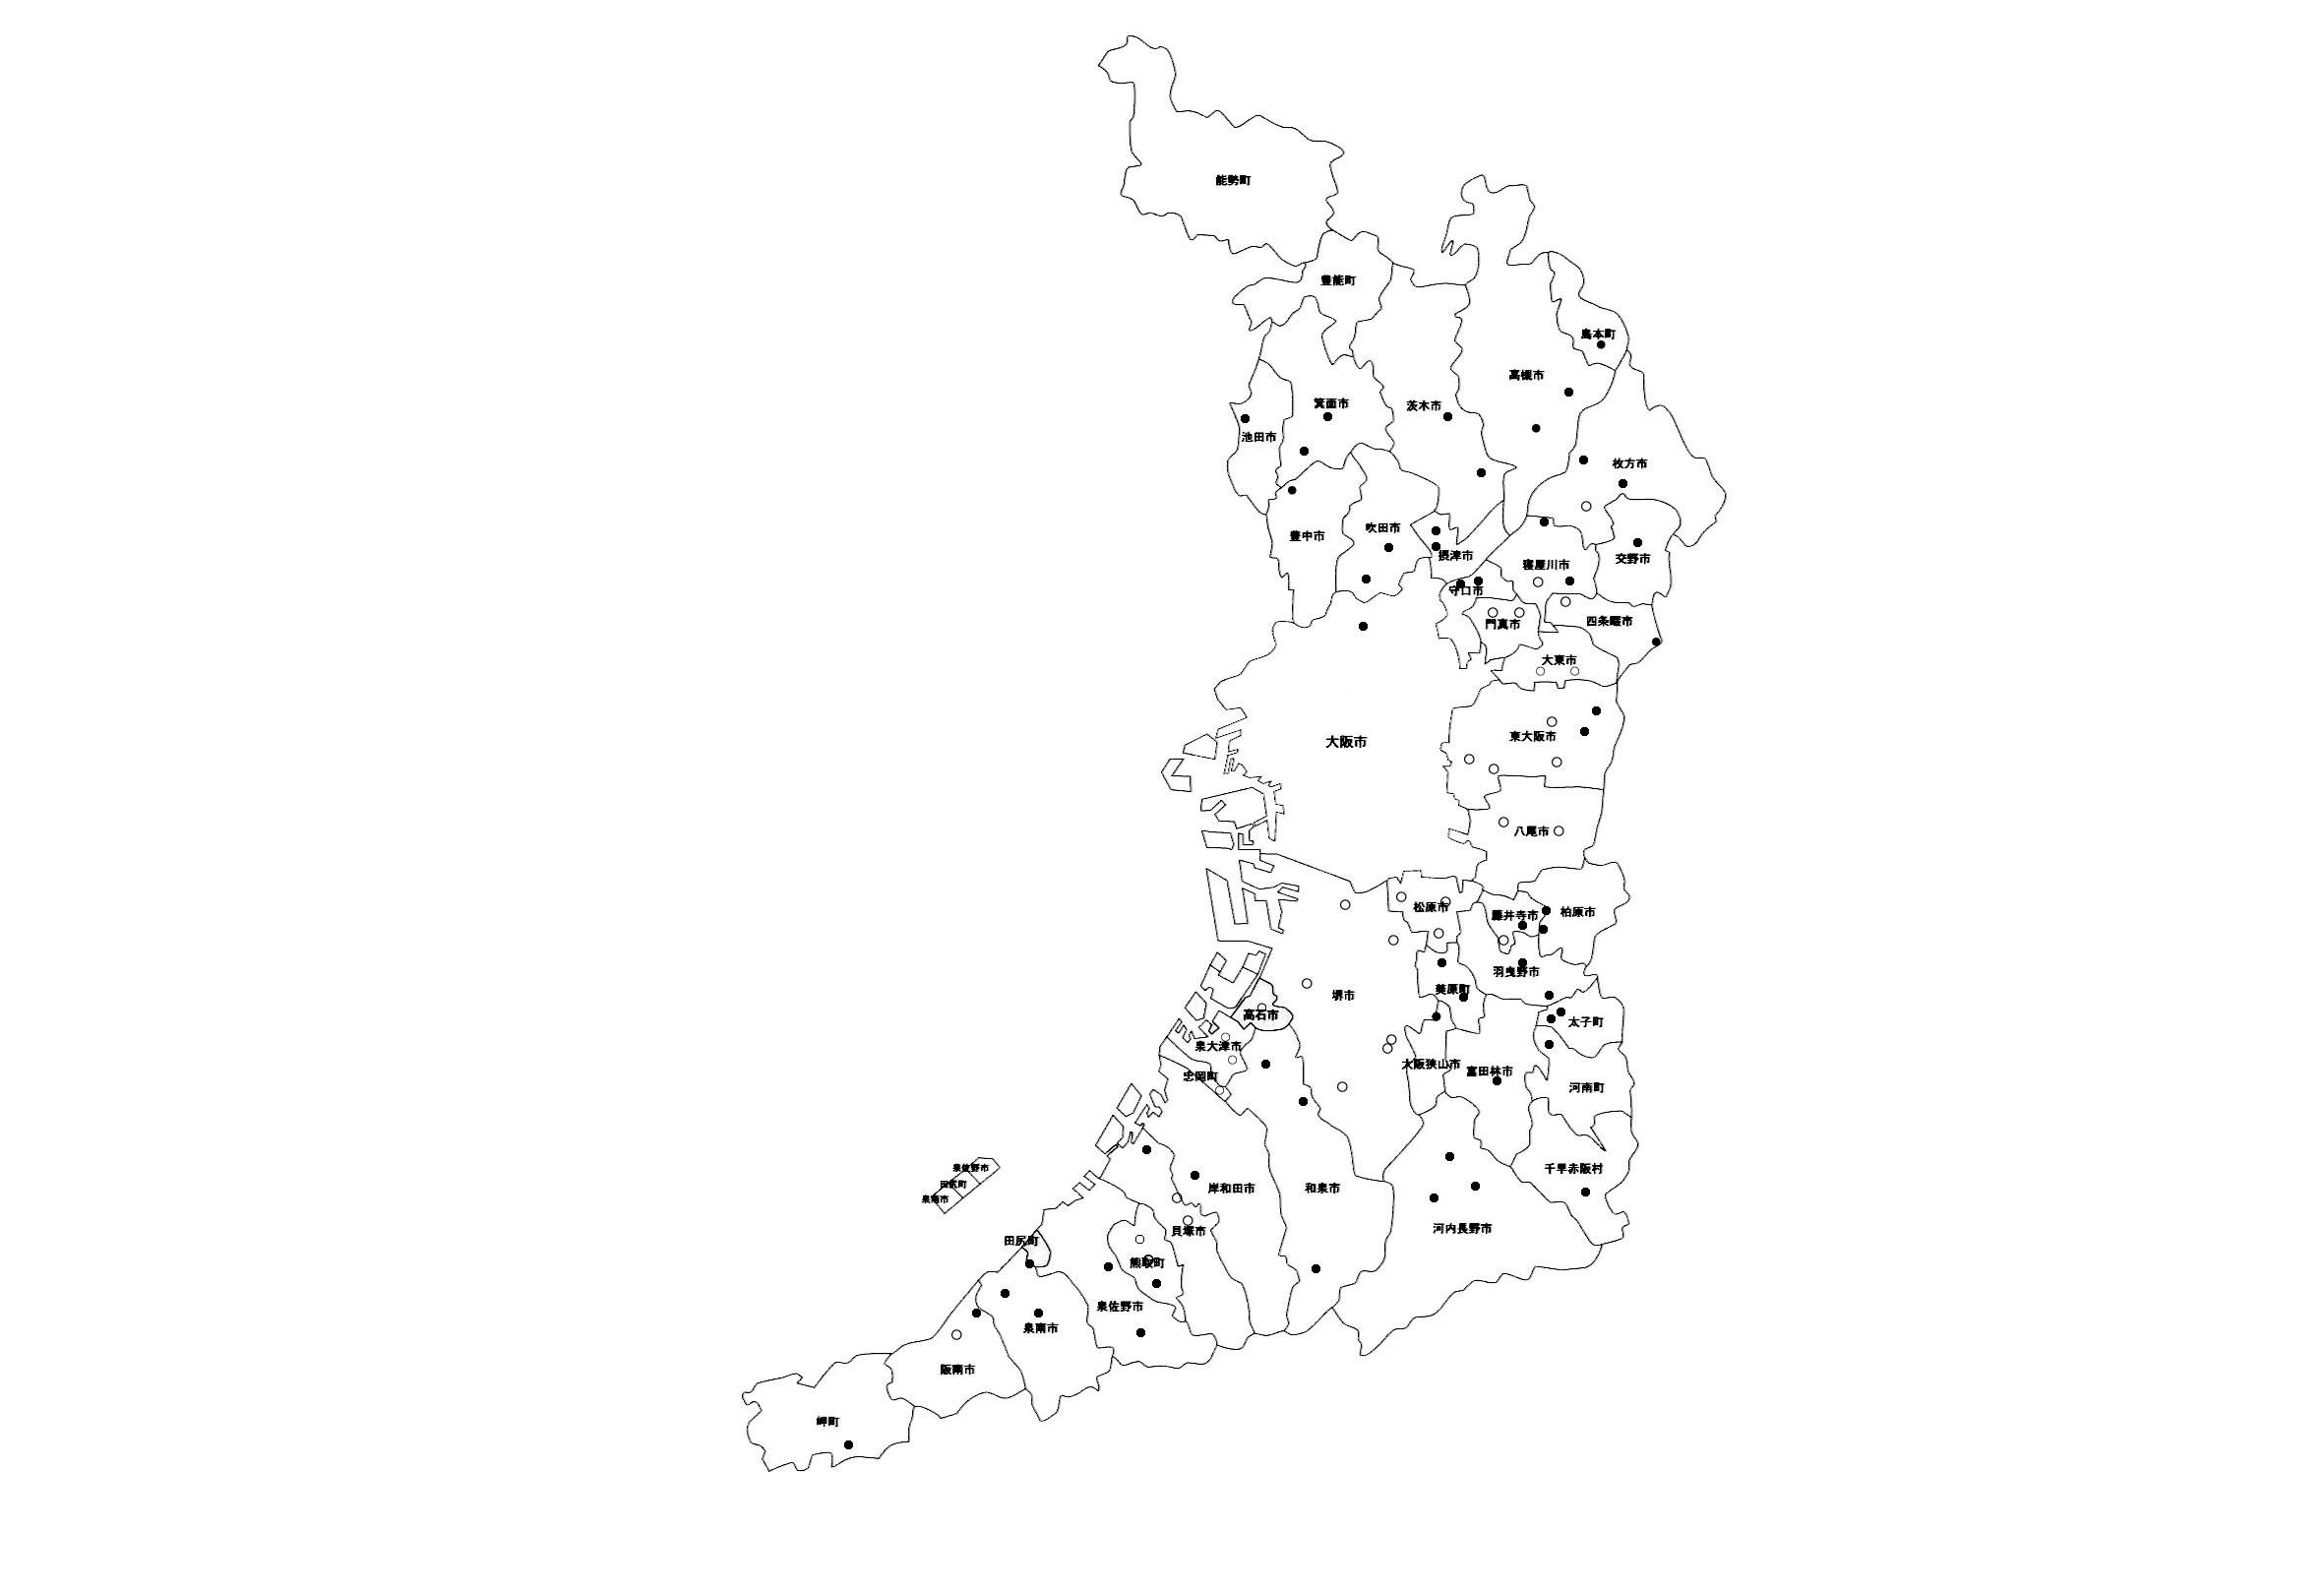 能勢町
豊能町
島本町
高槻市
箕面市
茨木市
池田市
枚方市
吹田市
豊中市
摂津市
交野市
寝屋川市
守口市
四条畷市
門真市
大東市
東大阪市
大阪市
八尾市
松原市
柏原市
藤井寺市
羽曳野市
美原町
堺市
高石市
太子町
泉大津市
大阪狭山市
富田林市
忠岡町
河南町
泉佐野市
千早赤阪村
田尻町
岸和田市
和泉市
泉南市
河内長野市
貝塚市
田尻町
熊取町
泉佐野市
泉南市
阪南市
岬町